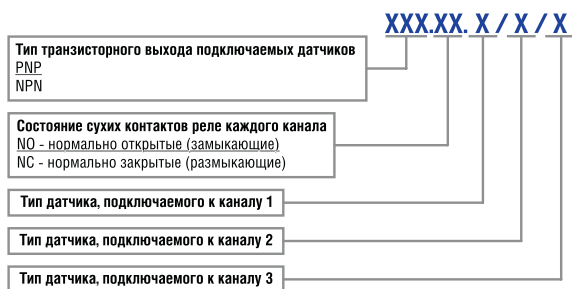 XXX.XX. X / X / X
Тип транзисторного выхода подключаемых датчиков
PNP
NPN
Состояние сухих контактов реле каждого канала
NO - нормально открытые (замыкающие)
NC - нормально закрытые (размыкающие)
Тип датчика, подключаемого к каналу 1
Тип датчика, подключаемого к каналу 2
Тип датчика, подключаемого к каналу 3